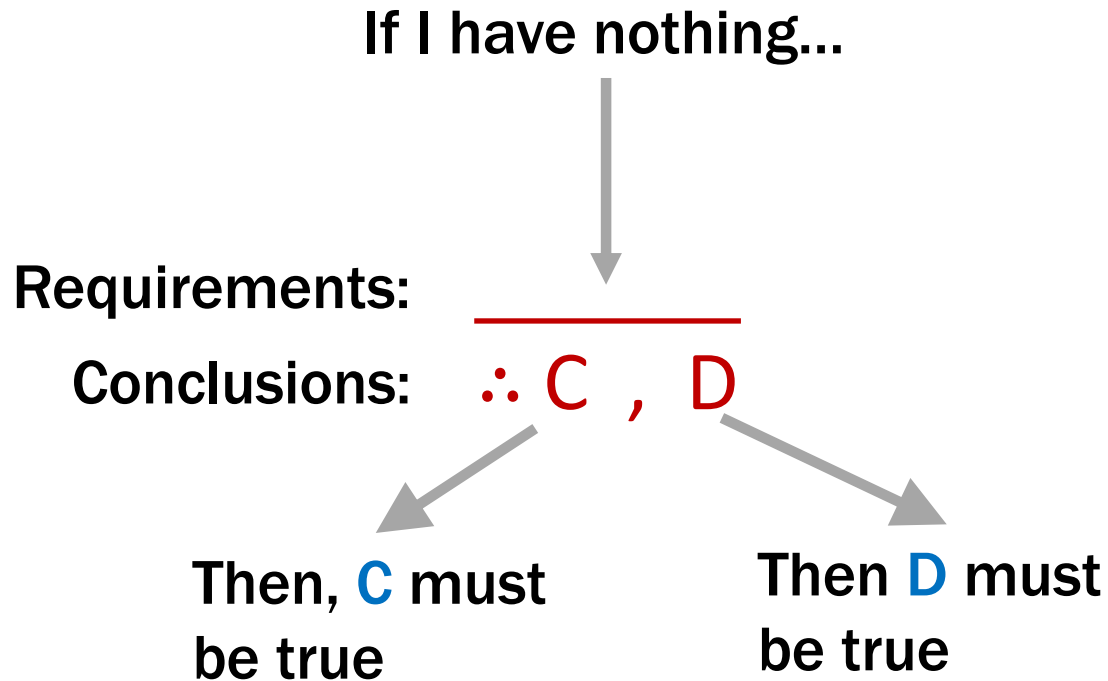 If I have nothing...
Requirements:
Conclusions: ∴ C , D
Then, C must
be true
Then D must
be true